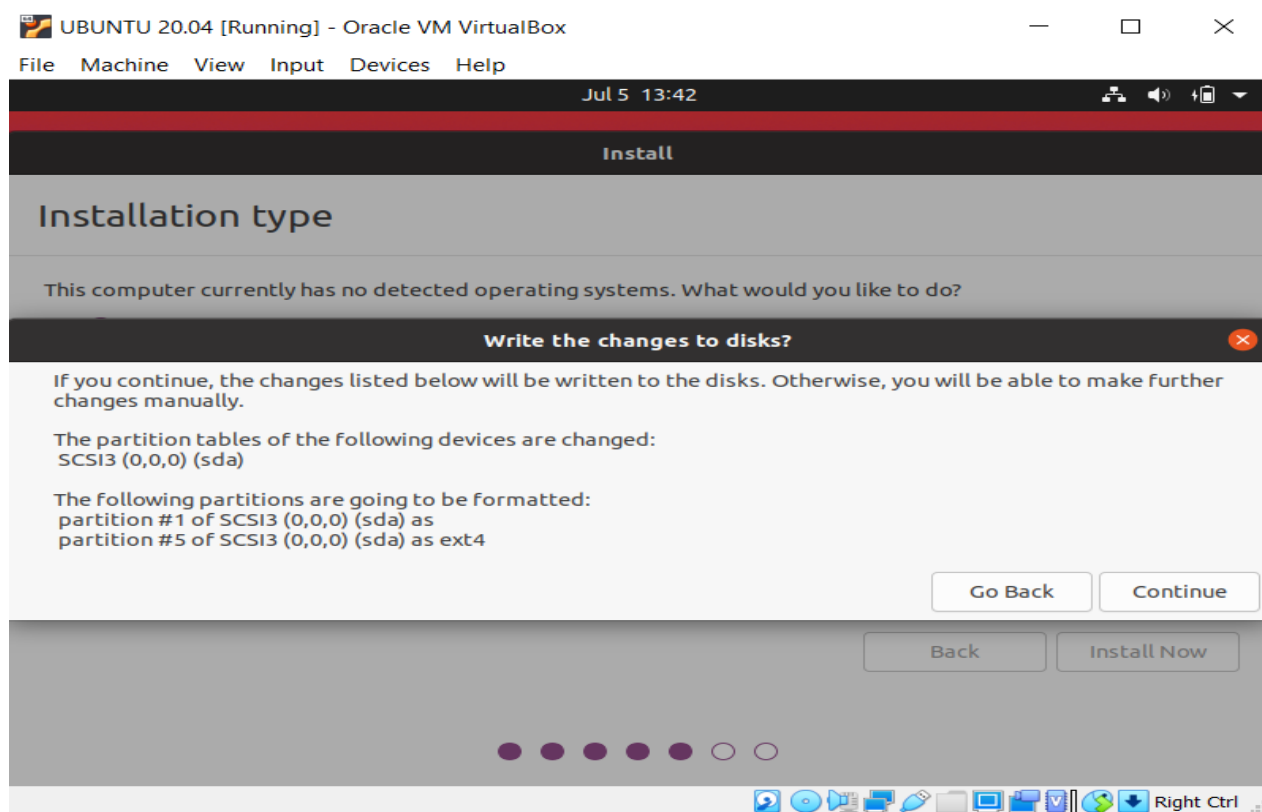 UBUNTU 20.04 [Running] - Oracle VM VirtualBox
File Machine View Input Devices Help
Jul 5 13:42
Install
Installation type
This computer currently has no detected operating systems. What would you like to do?
Write the changes to disks?
If you continue, the changes listed below will be written to the disks. Otherwise, you will be able to make further
changes manually.
The partition tables of the following devices are changed:
SCSI3 (0,0,0) (sda)
The following partitions are going to be formatted:
partition #1 of SCSI3 (0,0,0) (sda) as
partition #5 of SCSI3 (0,0,0) (sda) as ext4
Go Back Continue
Back Install Now
Right Ctrl